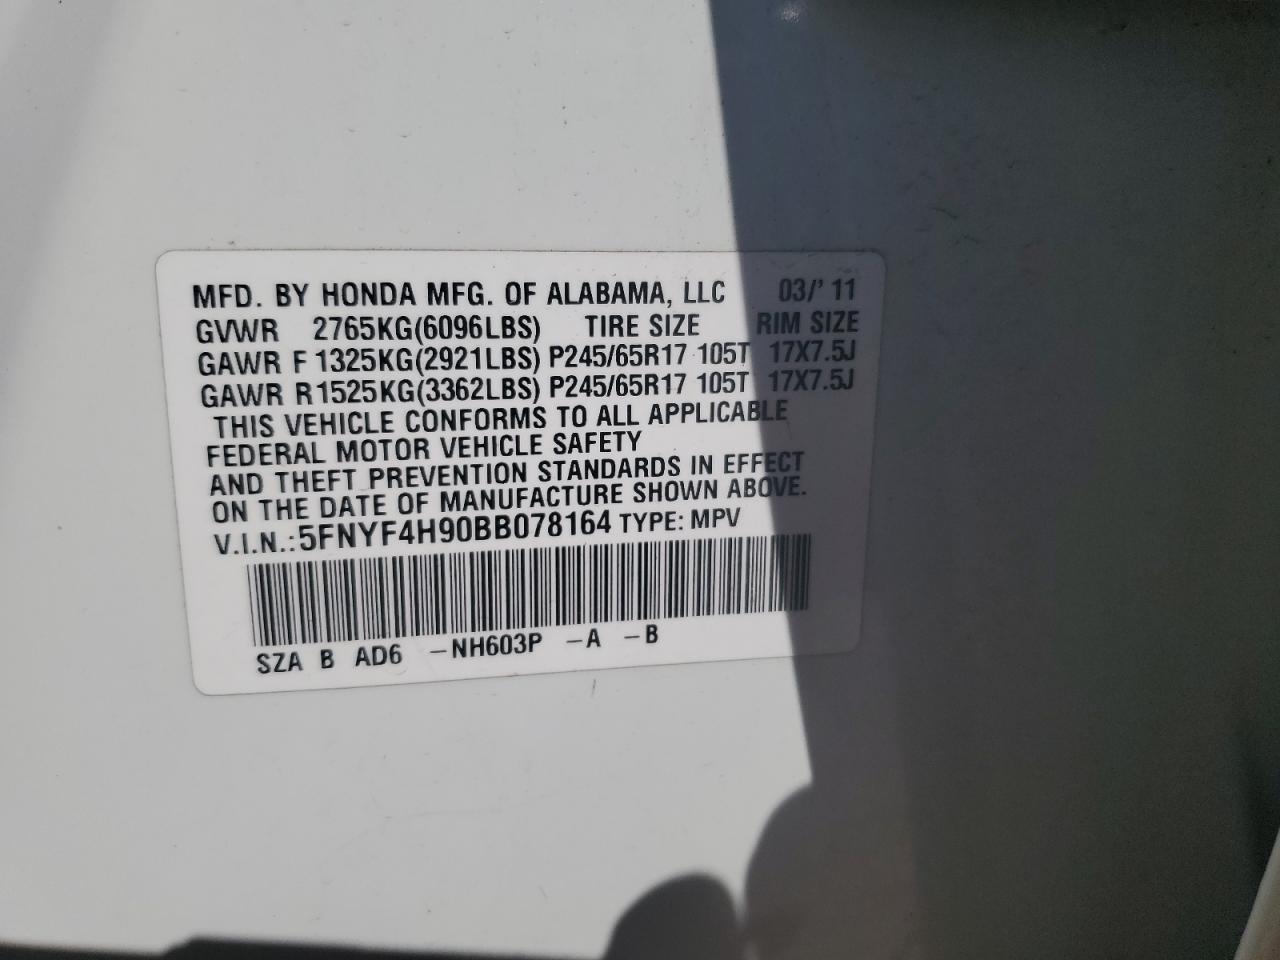 MFD. BY HONDA MFG. OF ALABAMA, LLC 03/' 11
GVWR 2765KG(6096LBS) TIRE SIZE RIM SIZE
GAWR F 1325KG(2921LBS) P245/65R17 105T 17X7.5J
GAWR R1525KG(3362LBS) P245/65R17 105T 17X7.5J
THIS VEHICLE CONFORMS TO ALL APPLICABLE
FEDERAL MOTOR VEHICLE SAFETY
AND THEFT PREVENTION STANDARDS IN EFFECT
ON THE DATE OF MANUFACTURE SHOWN ABOVE.
V.I.N.:5FNYF4H90BB078164 TYPE: MPV
SZA B AD6 -NH603P -A -B